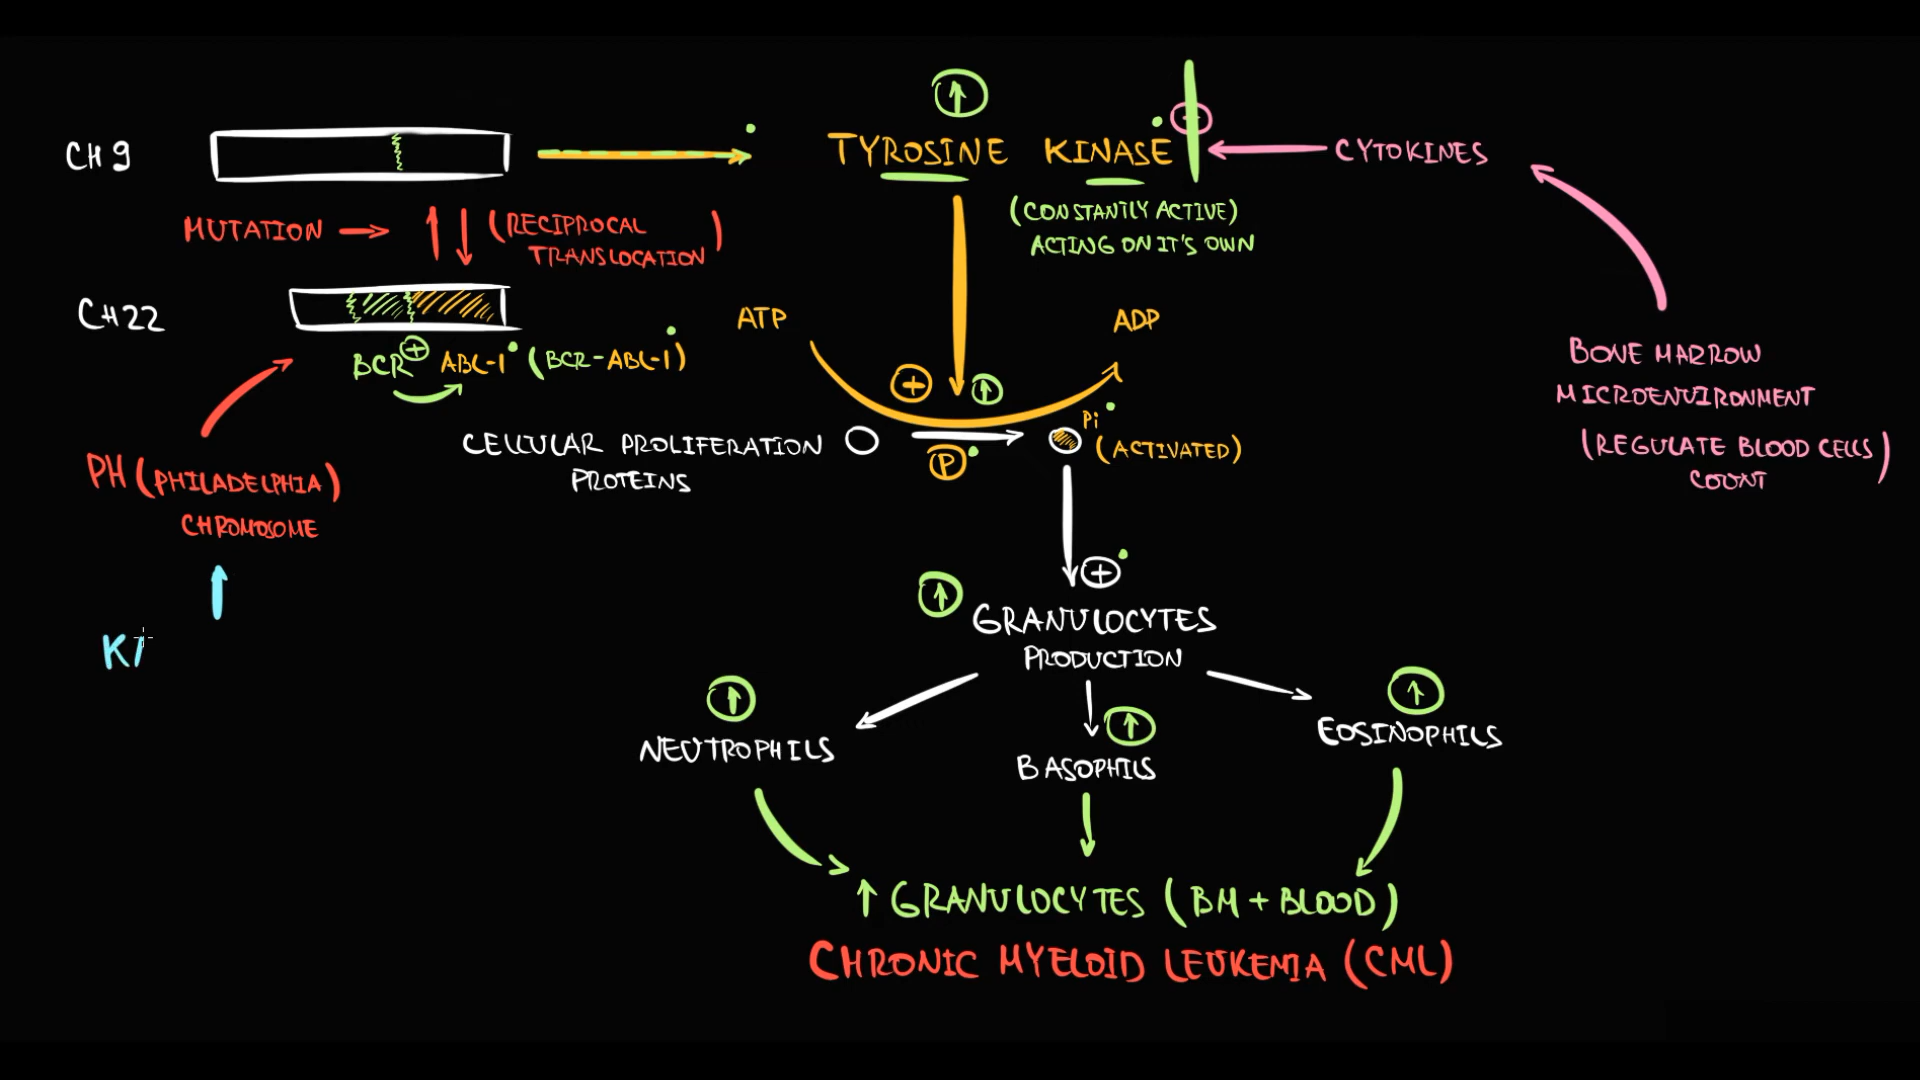 CH 9
TYROSINE KINASE
+
CYTOKINES
(CONSTANTLY ACTIVE)
ACTING ON IT'S OWN
MUTATION
(RECIPROCAL
TRANSLOCATION)
CH22
BCR + ABL-1 (BCR-ABL-1)
ATP
ADP
+
BONE MARROW
MICROENVIRONMENT
(REGULATE BLOOD CELLS)
COUNT
Pi
CELLULAR PROLIFERATION
PROTEINS
P
(ACTIVATED)
PH (PHILADELPHIA)
CHROMOSOME
+
GRANULOCYTES
PRODUCTION
KI
NEUTROPHILS
BASOPHILS
EOSINOPHILS
↑ GRANULOCYTES (BM + BLOOD)
CHRONIC MYELOID LEUKEMIA (CML)